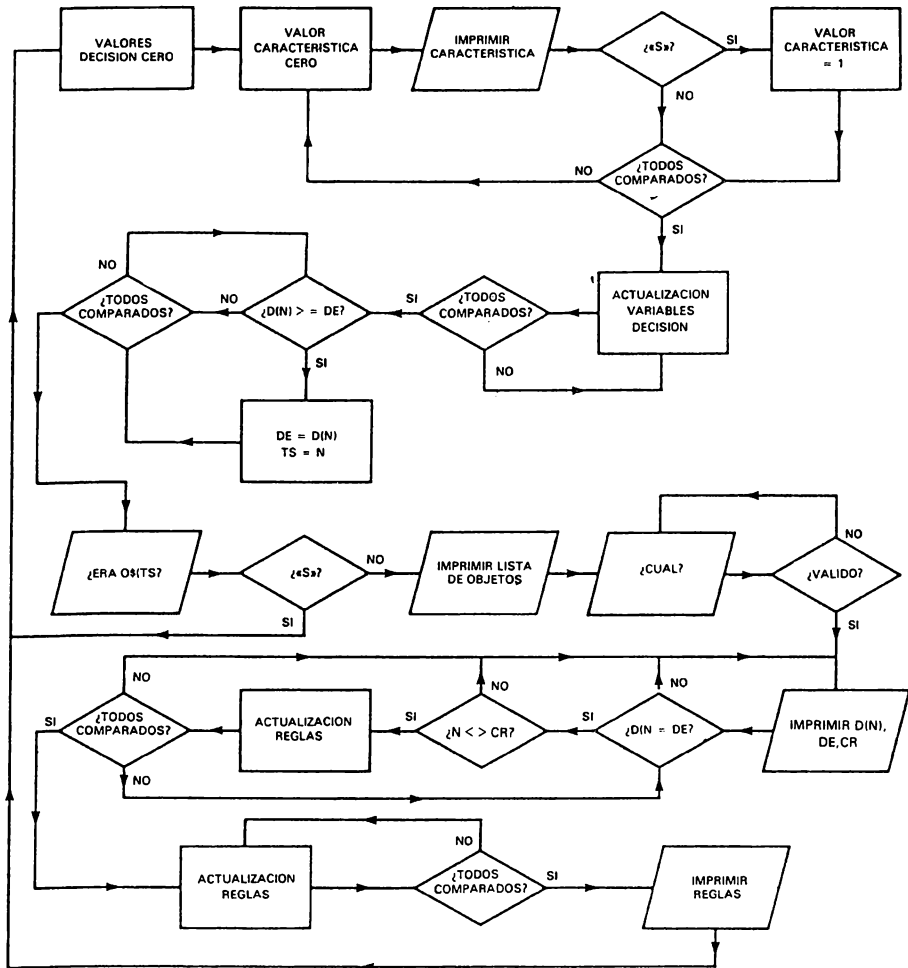 VALORES
DECISION CERO
VALOR
CARACTERISTICA
CERO
IMPRIMIR
CARACTERISTICA
¿«S»?
SI
VALOR
CARACTERISTICA
= 1
NO
NO
¿TODOS
COMPARADOS?
SI
NO
¿TODOS
COMPARADOS?
NO
¿D(N) > = DE?
SI
¿TODOS
COMPARADOS?
ACTUALIZACION
VARIABLES
DECISION
SI
NO
DE = D(N)
TS = N
¿ERA O$(TS?
¿«S»?
NO
SI
IMPRIMIR LISTA
DE OBJETOS
¿CUAL?
NO
¿VALIDO?
SI
NO
NO
NO
SI
¿TODOS
COMPARADOS?
ACTUALIZACION
REGLAS
SI
¿N < > CR?
SI
¿D(N = DE?
IMPRIMIR D(N),
DE,CR
NO
ACTUALIZACION
REGLAS
NO
¿TODOS
COMPARADOS?
SI
IMPRIMIR
REGLAS